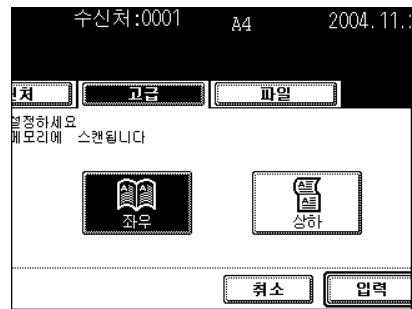 수신처:0001 A4 2004.11.
신처 고급 파일
설정하세요
메모리에 스캔됩니다
좌우 상하
취소 입력